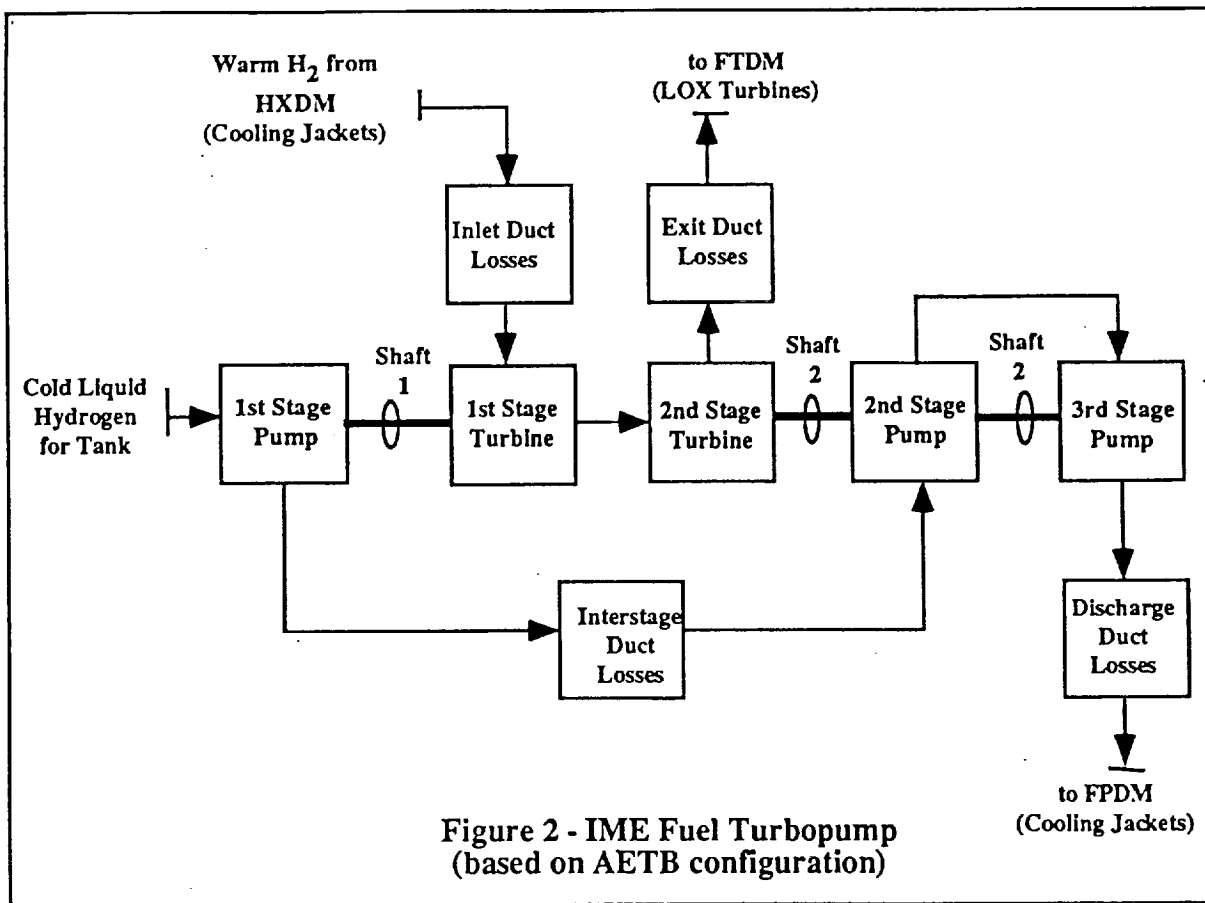 Warm H2 from
HXDM
(Cooling Jackets)
to FTDM
(LOX Turbines)
Inlet Duct
Losses
Exit Duct
Losses
Cold Liquid
Hydrogen
for Tank
1st Stage
Pump
Shaft
1
1st Stage
Turbine
2nd Stage
Turbine
Shaft
2
2nd Stage
Pump
Shaft
2
3rd Stage
Pump
Interstage
Duct
Losses
Discharge
Duct
Losses
to FPDM
(Cooling Jackets)
Figure 2 - IME Fuel Turbopump
(based on AETB configuration)